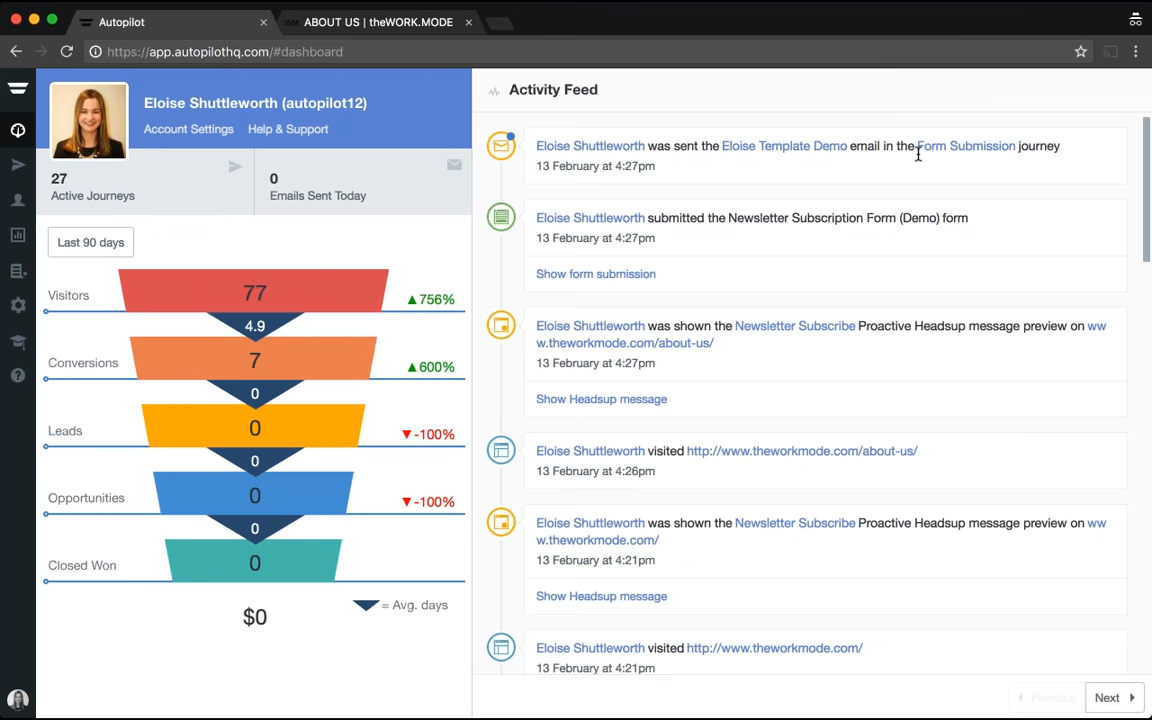 Autopilot
WM ABOUT US | theWORK.MODE
https://app.autopilothq.com/#dashboard
Eloise Shuttleworth (autopilot12)
Account Settings Help & Support
27
Active Journeys
0
Emails Sent Today
Last 90 days
Visitors 77 ▲756%
4.9
Conversions 7 ▲600%
0
Leads 0 ▼-100%
0
Opportunities 0 ▼-100%
0
Closed Won 0
= Avg. days
$0
Activity Feed
Eloise Shuttleworth was sent the Eloise Template Demo email in the Form Submission journey
13 February at 4:27pm
Eloise Shuttleworth submitted the Newsletter Subscription Form (Demo) form
13 February at 4:27pm
Show form submission
Eloise Shuttleworth was shown the Newsletter Subscribe Proactive Headsup message preview on ww
w.theworkmode.com/about-us/
13 February at 4:27pm
Show Headsup message
Eloise Shuttleworth visited http://www.theworkmode.com/about-us/
13 February at 4:26pm
Eloise Shuttleworth was shown the Newsletter Subscribe Proactive Headsup message preview on ww
w.theworkmode.com/
13 February at 4:21pm
Show Headsup message
Eloise Shuttleworth visited http://www.theworkmode.com/
13 February at 4:21pm
Previous Next